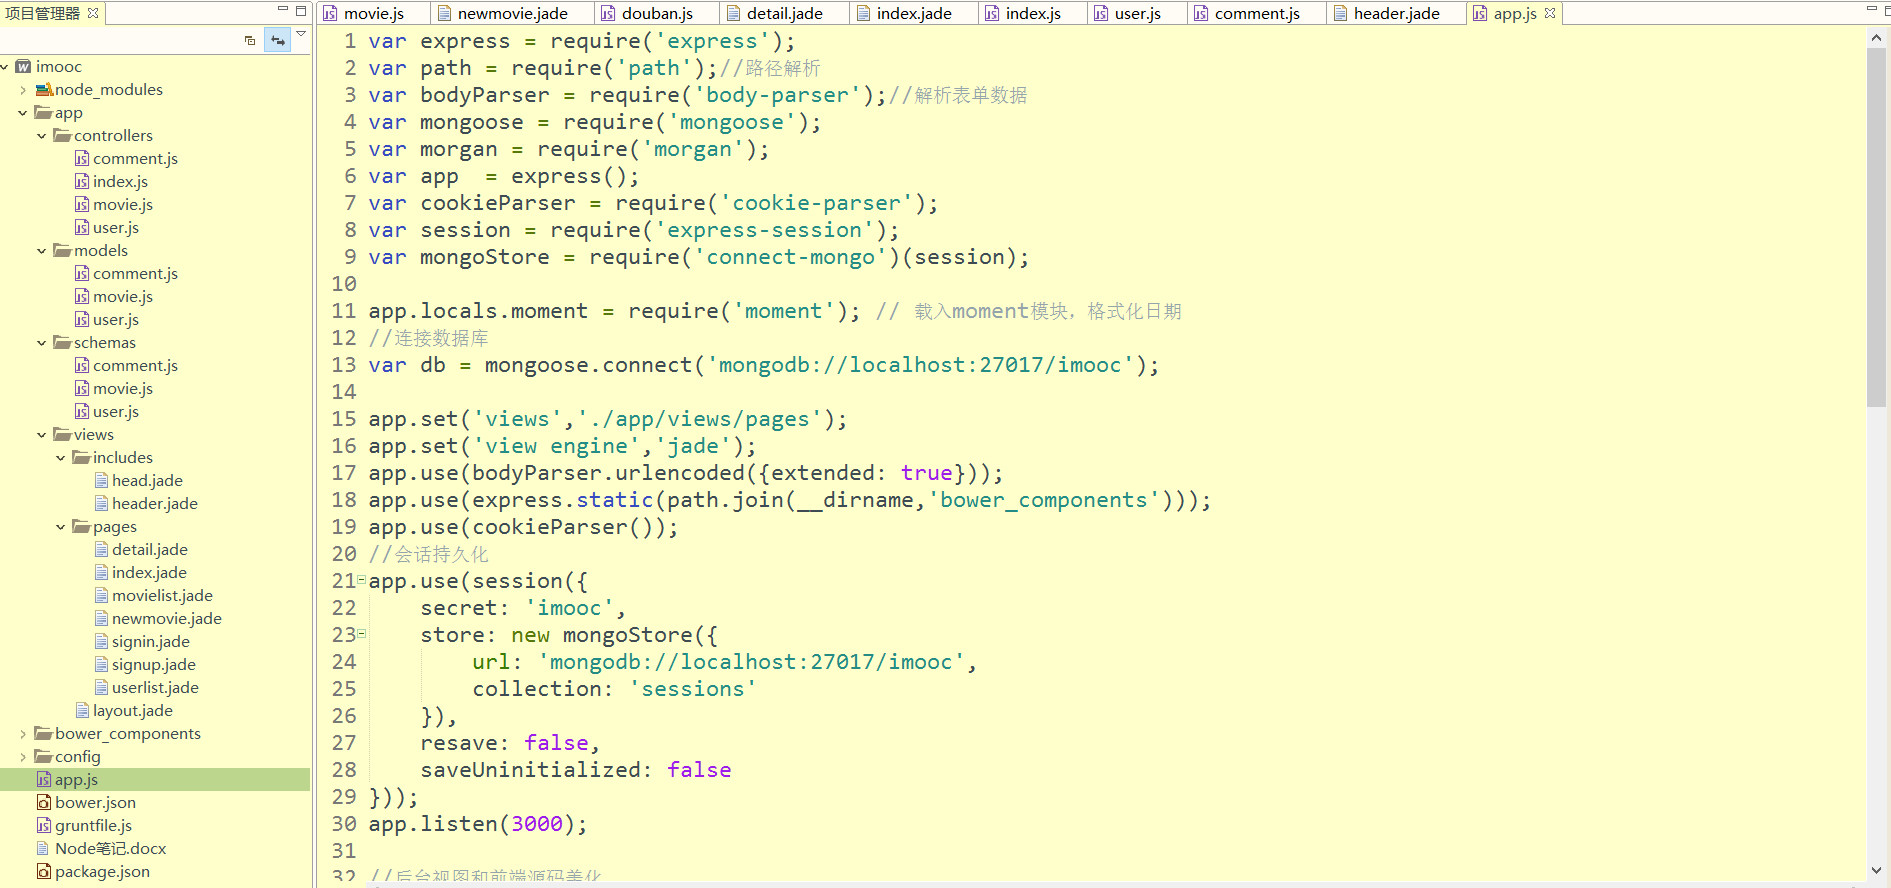 项目管理器
imooc
node_modules
app
controllers
comment.js
index.js
movie.js
user.js
models
comment.js
movie.js
user.js
schemas
comment.js
movie.js
user.js
views
includes
head.jade
header.jade
pages
detail.jade
index.jade
movielist.jade
newmovie.jade
signin.jade
signup.jade
userlist.jade
layout.jade
bower_components
config
app.js
bower.json
gruntfile.js
Node笔记.docx
package.json
movie.js newmovie.jade douban.js detail.jade index.jade index.js user.js comment.js header.jade app.js
1 var express = require('express');
2 var path = require('path');//路径解析
3 var bodyParser = require('body-parser');//解析表单数据
4 var mongoose = require('mongoose');
5 var morgan = require('morgan');
6 var app  = express();
7 var cookieParser = require('cookie-parser');
8 var session = require('express-session');
9 var mongoStore = require('connect-mongo')(session);
10
11 app.locals.moment = require('moment'); // 载入moment模块，格式化日期
12 //连接数据库
13 var db = mongoose.connect('mongodb://localhost:27017/imooc');
14
15 app.set('views','./app/views/pages');
16 app.set('view engine','jade');
17 app.use(bodyParser.urlencoded({extended: true}));
18 app.use(express.static(path.join(__dirname,'bower_components')));
19 app.use(cookieParser());
20 //会话持久化
21 app.use(session({
22     secret: 'imooc',
23     store: new mongoStore({
24         url: 'mongodb://localhost:27017/imooc',
25         collection: 'sessions'
26     }),
27     resave: false,
28     saveUninitialized: false
29 }));
30 app.listen(3000);
31
32 //后台视图和前端源码美化